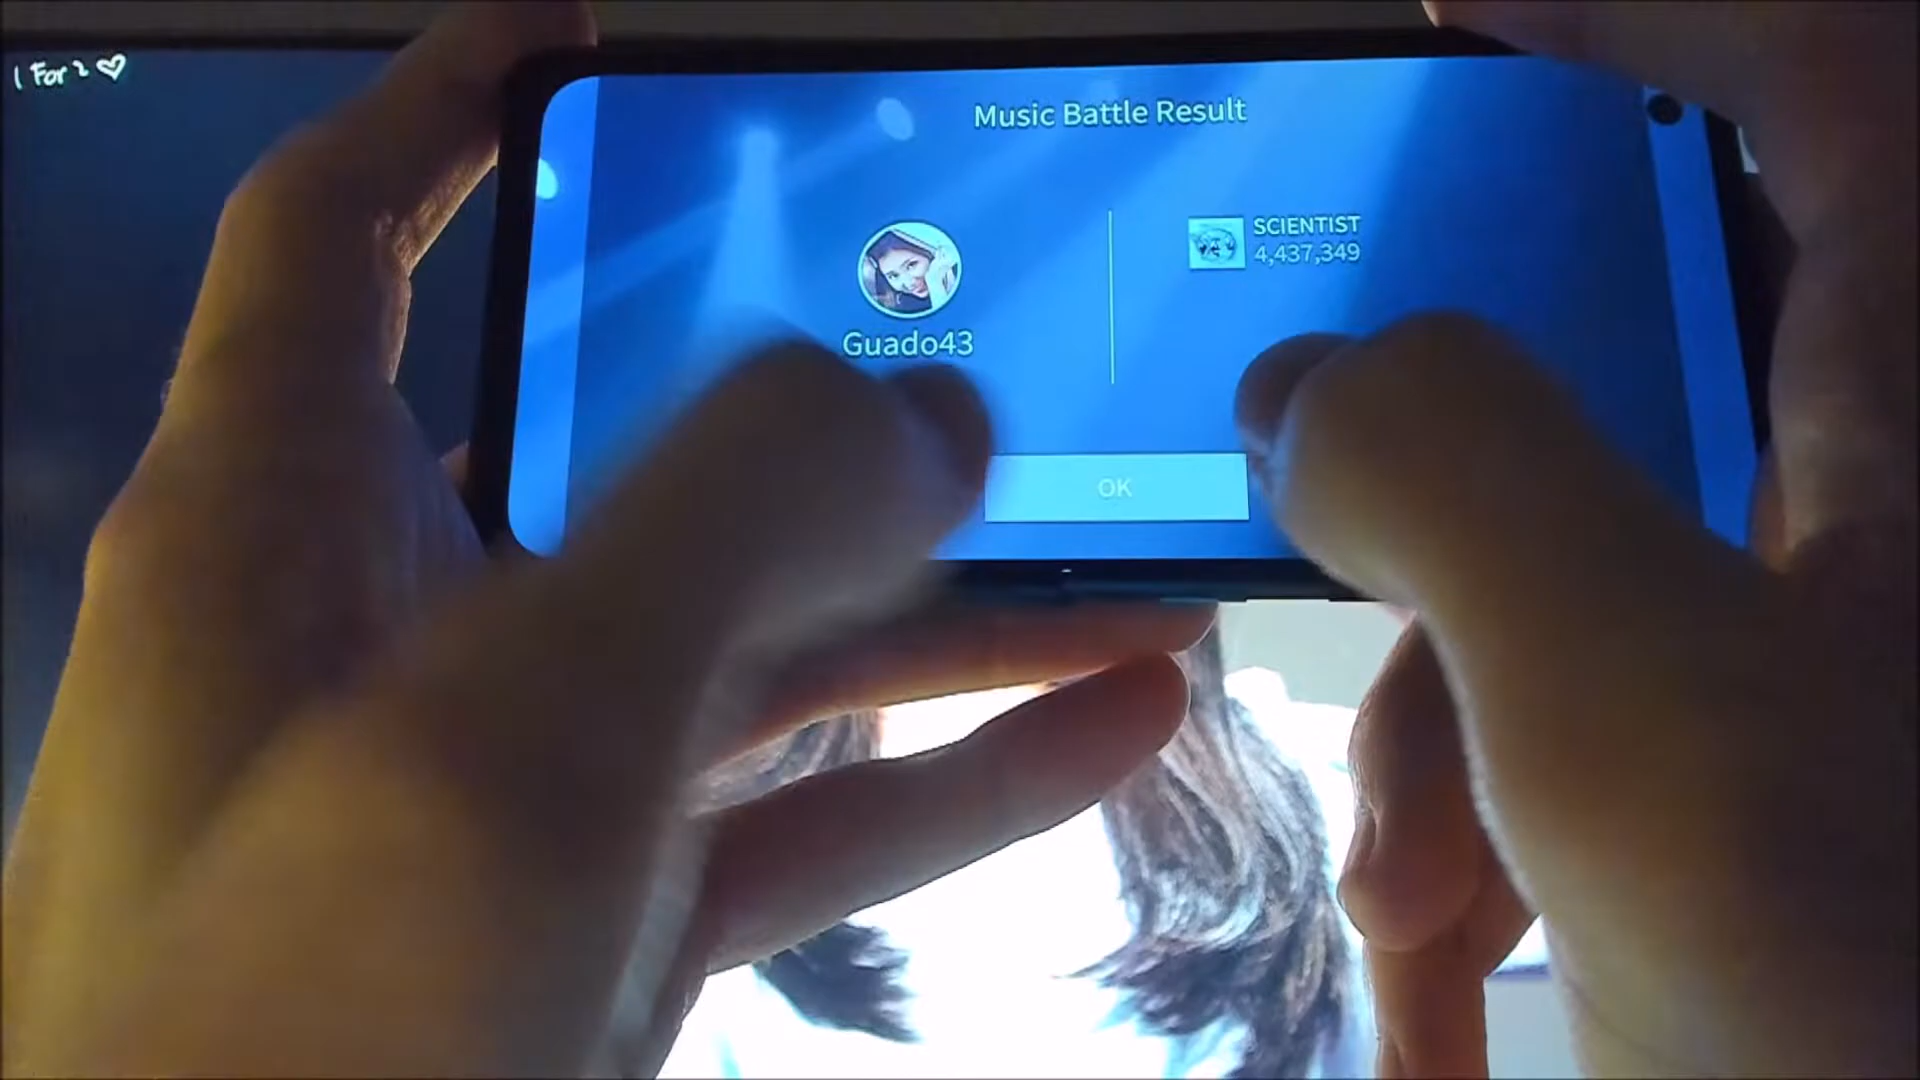 1 For 2 ♡
Music Battle Result
SCIENTIST
4,437,349
Guado43
OK